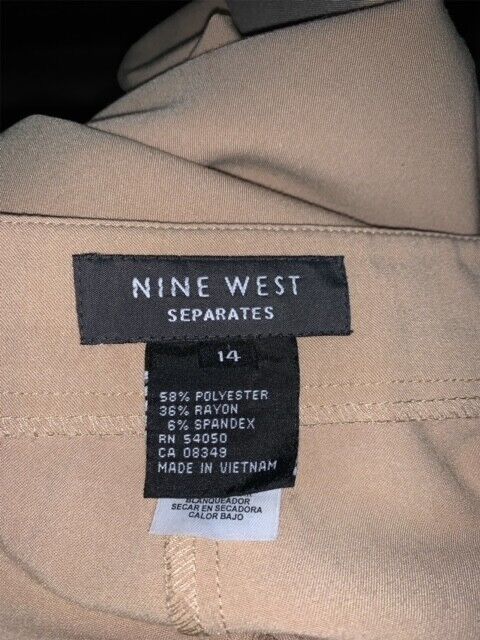 NINE WEST
SEPARATES
14
58% POLYESTER
36% RAYON
6% SPANDEX
RN 54050
CA 08349
MADE IN VIETNAM
BLANQUEADOR
SECAR EN SECADORA
CALOR BAJO